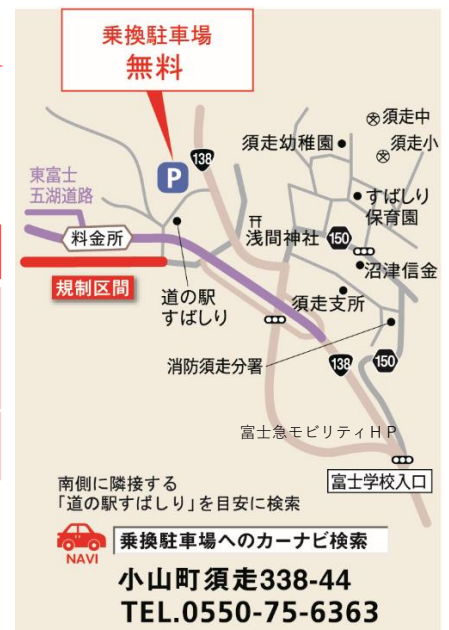 乗換駐車場
無料
須走中
須走幼稚園
須走小
138
P
東富士
五湖道路
すばしり
保育園
料金所
浅間神社
150
沼津信金
規制区間
道の駅
すばしり
須走支所
消防須走分署
138
150
富士急モビリティHP
富士学校入口
南側に隣接する
「道の駅すばしり」を目安に検索
NAVI
乗換駐車場へのカーナビ検索
小山町須走338-44
TEL.0550-75-6363